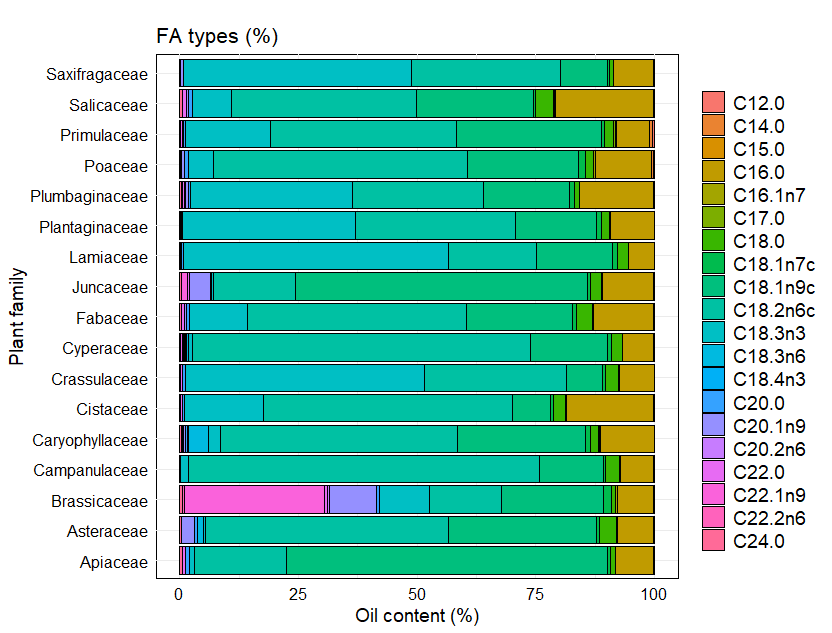 FA types (%)
Saxifragaceae
Salicaceae
Primulaceae
Poaceae
Plumbaginaceae
Plantaginaceae
Lamiaceae
Juncaceae
Fabaceae
Cyperaceae
Crassulaceae
Cistaceae
Caryophyllaceae
Campanulaceae
Brassicaceae
Asteraceae
Apiaceae
Plant family
0 25 50 75 100
Oil content (%)
C12.0
C14.0
C15.0
C16.0
C16.1n7
C17.0
C18.0
C18.1n7c
C18.1n9c
C18.2n6c
C18.3n3
C18.3n6
C18.4n3
C20.0
C20.1n9
C20.2n6
C22.0
C22.1n9
C22.2n6
C24.0